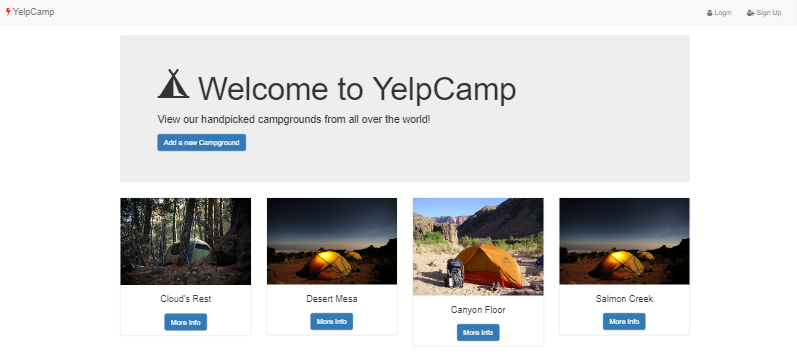 YelpCamp
Login
Sign Up
Welcome to YelpCamp
View our handpicked campgrounds from all over the world!
Add a new Campground
Cloud's Rest
More Info
Desert Mesa
More Info
Canyon Floor
More Info
Salmon Creek
More Info